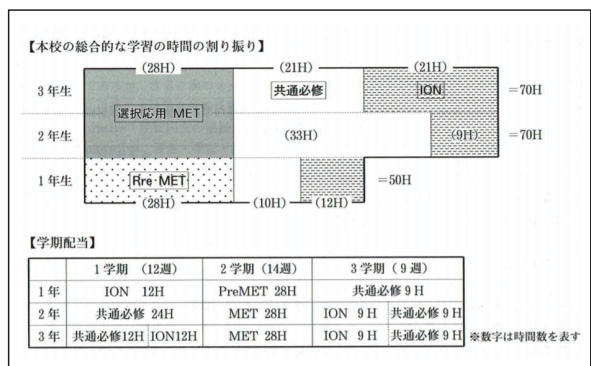 【本校の総合的な学習の時間の割り振り】
(28H) (21H) (21H)
3年生 共通必修 ION =70H
選択応用 MET
2年生 (33H) (9H) =70H
1年生 Rre･MET =50H
(28H) (10H) (12H)
【学期配当】
1学期 (12週) 2学期 (14週) 3学期 (9週)
1年 ION 12H PreMET 28H 共通必修 9H
2年 共通必修 24H MET 28H ION 9H 共通必修 9H
3年 共通必修12H ION12H MET 28H ION 9H 共通必修 9H ※数字は時間数を表す